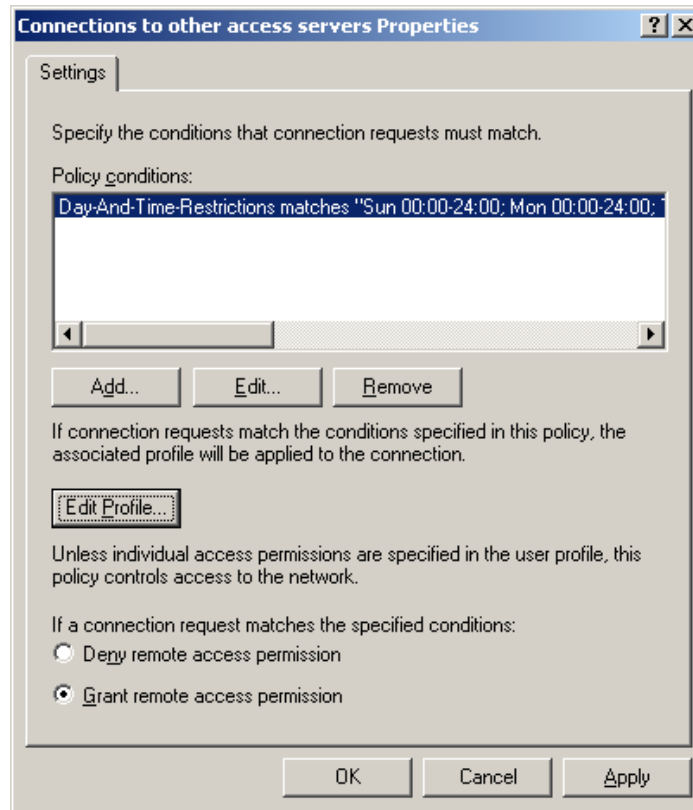 Connections to other access servers Properties
Settings
Specify the conditions that connection requests must match.
Policy conditions:
Day-And-Time-Restrictions matches "Sun 00:00-24:00; Mon 00:00-24:00;
Add... Edit... Remove
If connection requests match the conditions specified in this policy, the
associated profile will be applied to the connection.
Edit Profile...
Unless individual access permissions are specified in the user profile, this
policy controls access to the network.
If a connection request matches the specified conditions:
Deny remote access permission
Grant remote access permission
OK Cancel Apply